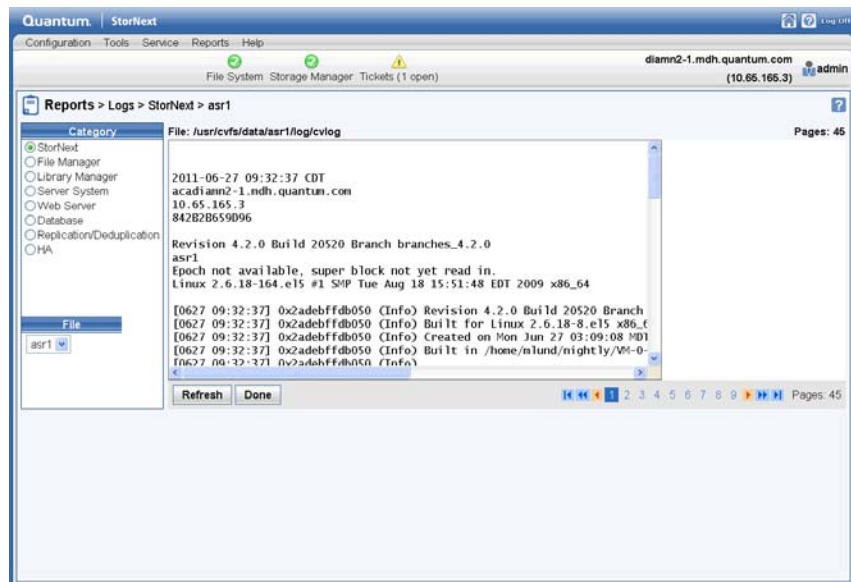 Quantum. StorNext Log Off
Configuration Tools Service Reports Help
File System Storage Manager Tickets (1 open)
diamn2-1.mdh.quantum.com
(10.65.165.3)
admin
Reports > Logs > StorNext > asr1
Category
StorNext
File Manager
Library Manager
Server System
Web Server
Database
Replication/Deduplication
HA
File
asr1
File: /usr/cvfs/data/asr1/log/cvlog Pages: 45
2011-06-27 09:32:37 CDT
acadiamn2-1.mdh.quantum.com
10.65.165.3
842B2B659D96
Revision 4.2.0 Build 20520 Branch branches_4.2.0
asr1
Epoch not available, super block not yet read in.
Linux 2.6.18-164.el5 #1 SMP Tue Aug 18 15:51:48 EDT 2009 x86_64
[0627 09:32:37] 0x2adebffdb050 (Info) Revision 4.2.0 Build 20520 Branch
[0627 09:32:37] 0x2adebffdb050 (Info) Built for Linux 2.6.18-8.el5 x86_6
[0627 09:32:37] 0x2adebffdb050 (Info) Created on Mon Jun 27 03:09:08 MDT
[0627 09:32:37] 0x2adebffdb050 (Info) Built in /home/mlund/nightly/VM-0-
[0627 09:32:37] 0x2adebffdb050 (Info)
Refresh Done
1 2 3 4 5 6 7 8 9 Pages: 45